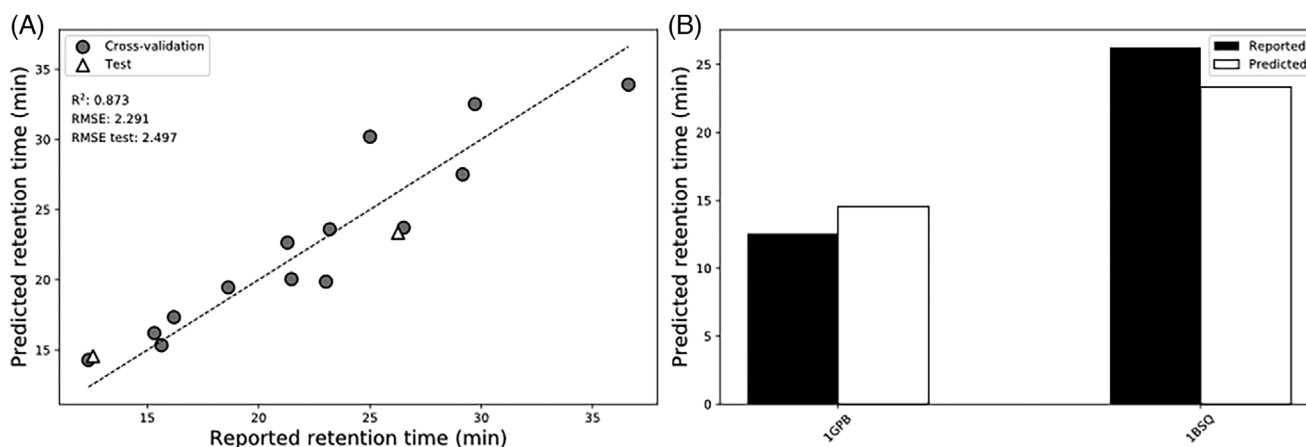 (A)
Cross-validation
Test
R²: 0.873
RMSE: 2.291
RMSE test: 2.497
35
30
25
20
15
Predicted retention time (min)
15 20 25 30 35
Reported retention time (min)
(B)
Reported
Predicted
25
20
15
10
5
0
Predicted retention time (min)
1GPB 1BSQ